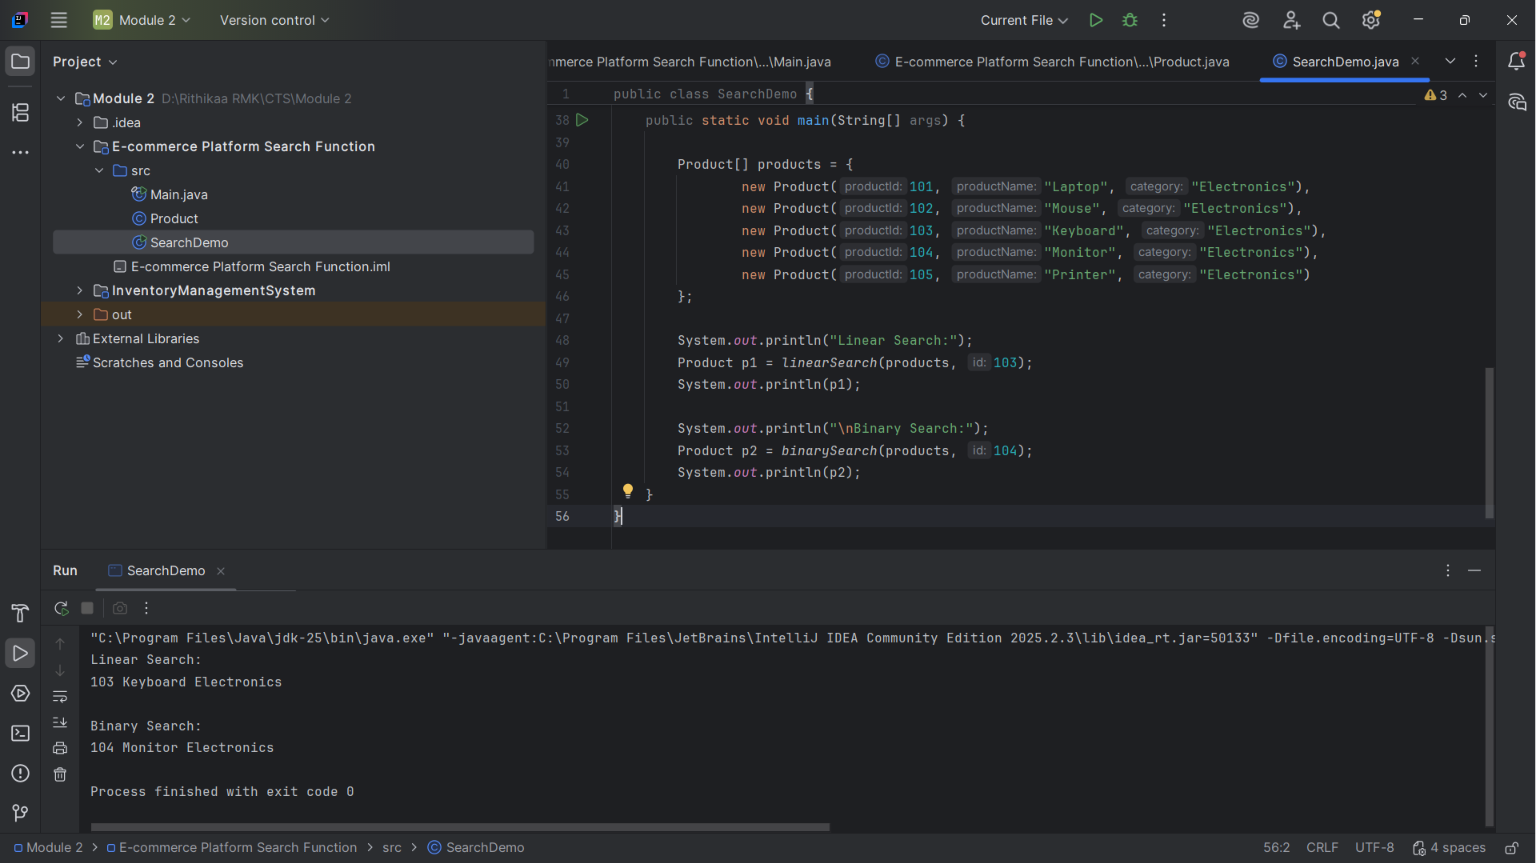 M2 Module 2 Version control Current File
Project
Module 2 D:\Rithikaa RMK\CTS\Module 2
.idea
E-commerce Platform Search Function
src
Main.java
Product
SearchDemo
E-commerce Platform Search Function.iml
InventoryManagementSystem
out
External Libraries
Scratches and Consoles
nmerce Platform Search Function\...\Main.java E-commerce Platform Search Function\...\Product.java SearchDemo.java
1 public class SearchDemo { 3
38 public static void main(String[] args) {
39
40 Product[] products = {
41 new Product( productId: 101, productName: "Laptop", category: "Electronics"),
42 new Product( productId: 102, productName: "Mouse", category: "Electronics"),
43 new Product( productId: 103, productName: "Keyboard", category: "Electronics"),
44 new Product( productId: 104, productName: "Monitor", category: "Electronics"),
45 new Product( productId: 105, productName: "Printer", category: "Electronics")
46 };
47
48 System.out.println("Linear Search:");
49 Product p1 = linearSearch(products, id: 103);
50 System.out.println(p1);
51
52 System.out.println("\nBinary Search:");
53 Product p2 = binarySearch(products, id: 104);
54 System.out.println(p2);
55 }
56 }
Run SearchDemo
"C:\Program Files\Java\jdk-25\bin\java.exe" "-javaagent:C:\Program Files\JetBrains\IntelliJ IDEA Community Edition 2025.2.3\lib\idea_rt.jar=50133" -Dfile.encoding=UTF-8 -Dsun.s
Linear Search:
103 Keyboard Electronics
Binary Search:
104 Monitor Electronics
Process finished with exit code 0
Module 2 > E-commerce Platform Search Function > src > SearchDemo 56:2 CRLF UTF-8 4 spaces